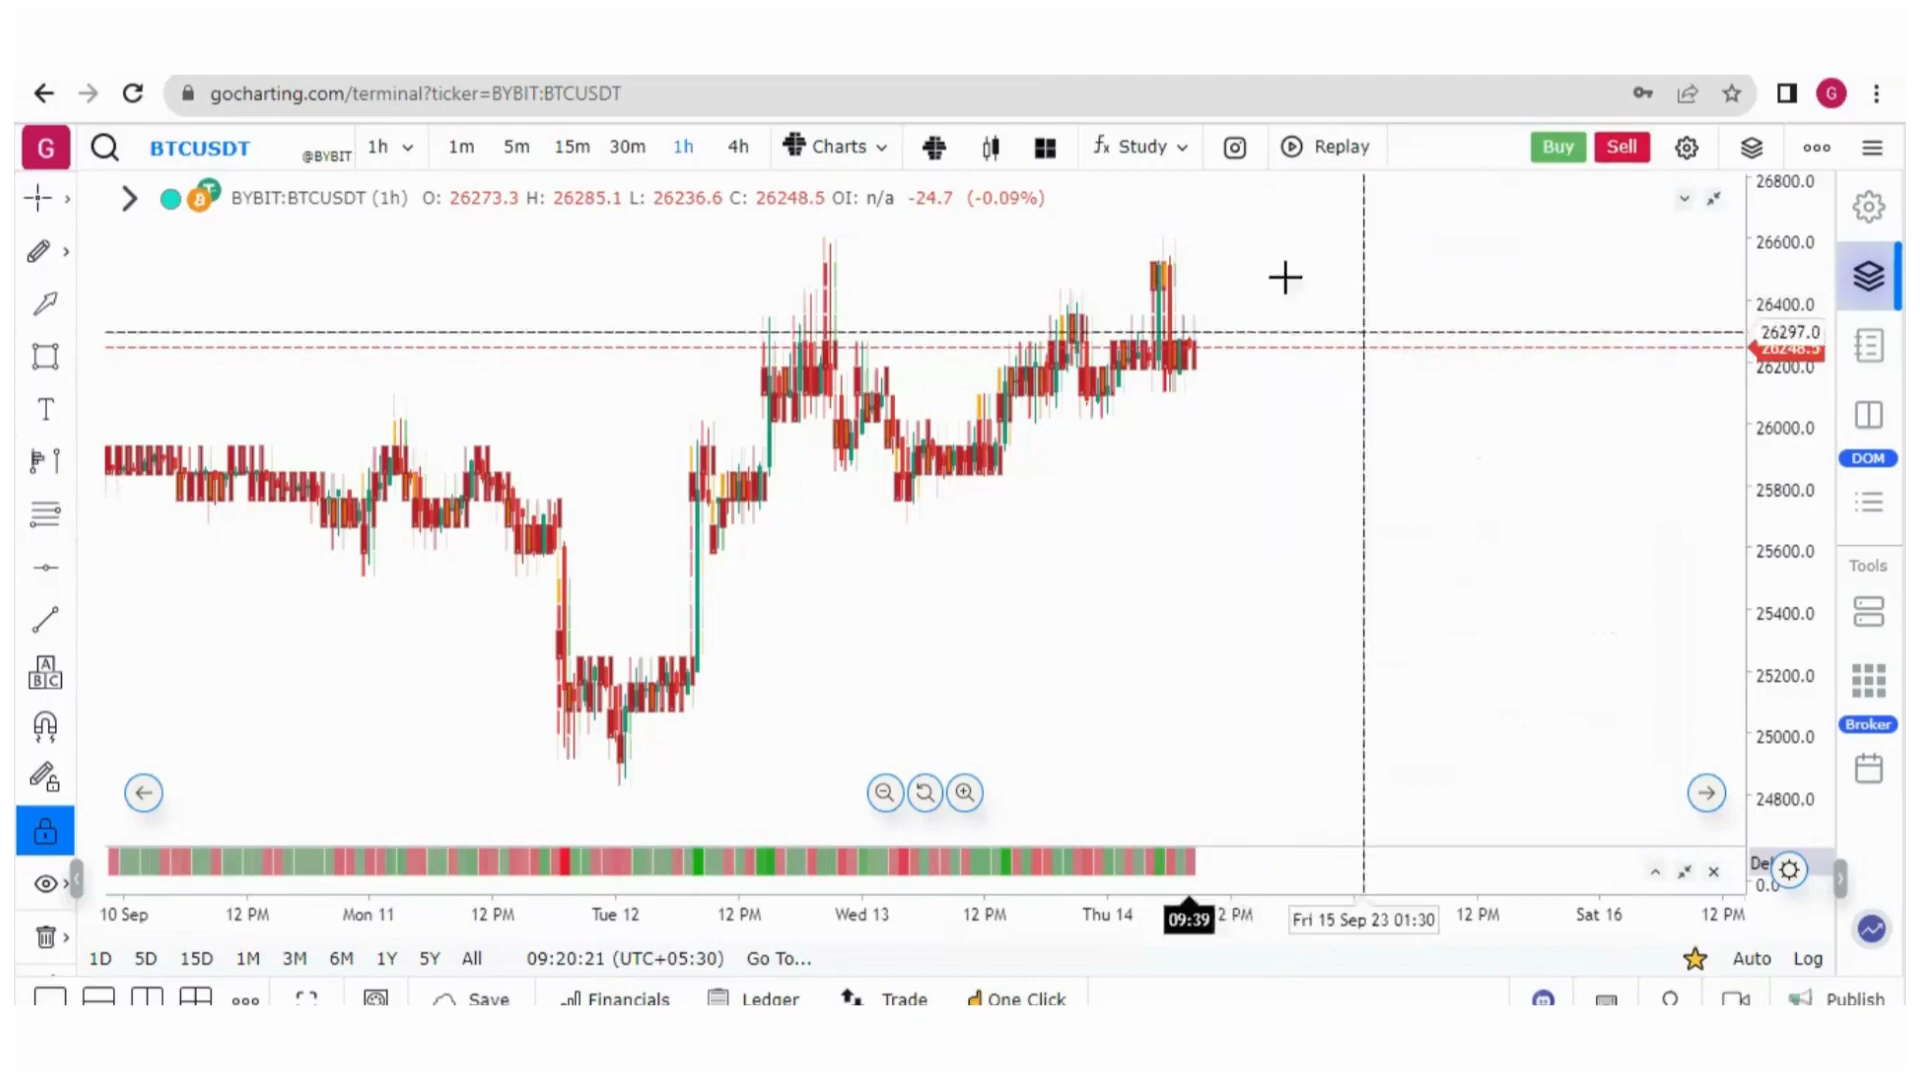 gocharting.com/terminal?ticker=BYBIT:BTCUSDT
G
G BTCUSDT @BYBIT 1h 1m 5m 15m 30m 1h 4h Charts fx Study Replay Buy Sell
BYBIT:BTCUSDT (1h) O: 26273.3 H: 26285.1 L: 26236.6 C: 26248.5 OI: n/a -24.7 (-0.09%)
26800.0
26600.0
26400.0
26297.0
26248.5
26200.0
26000.0
25800.0
25600.0
25400.0
25200.0
25000.0
24800.0
T
A
B C
DOM
Tools
Broker
0.0
10 Sep 12 PM Mon 11 12 PM Tue 12 12 PM Wed 13 12 PM Thu 14 09:39 2 PM Fri 15 Sep 23 01:30 12 PM Sat 16 12 PM
1D 5D 15D 1M 3M 6M 1Y 5Y All 09:20:21 (UTC+05:30) Go To... Auto Log
Save Financials Ledger Trade One Click Publish